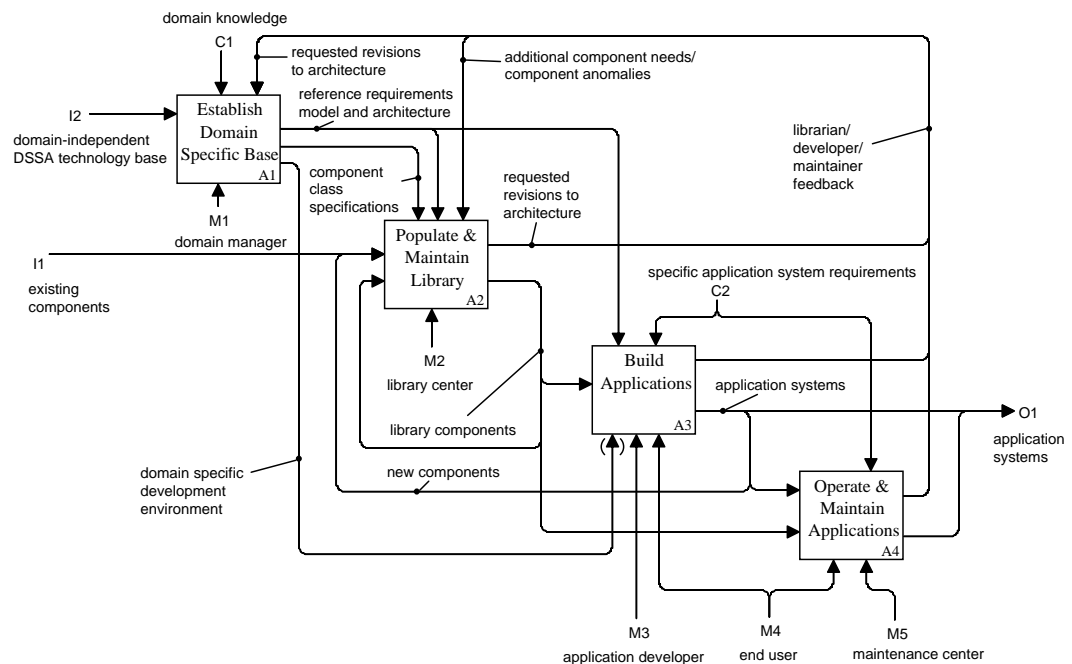 domain knowledge
C1
requested revisions
to architecture
additional component needs/
component anomalies
I2
domain-independent
DSSA technology base
Establish
Domain
Specific Base
A1
reference requirements
model and architecture
librarian/
developer/
maintainer
feedback
component
class
specifications
requested
revisions to
architecture
M1
domain manager
I1
existing
components
Populate &
Maintain
Library
A2
specific application system requirements
C2
M2
library center
Build
Applications
A3
application systems
O1
application
systems
library components
( )
domain specific
development
environment
new components
Operate &
Maintain
Applications
A4
M3
application developer
M4
end user
M5
maintenance center